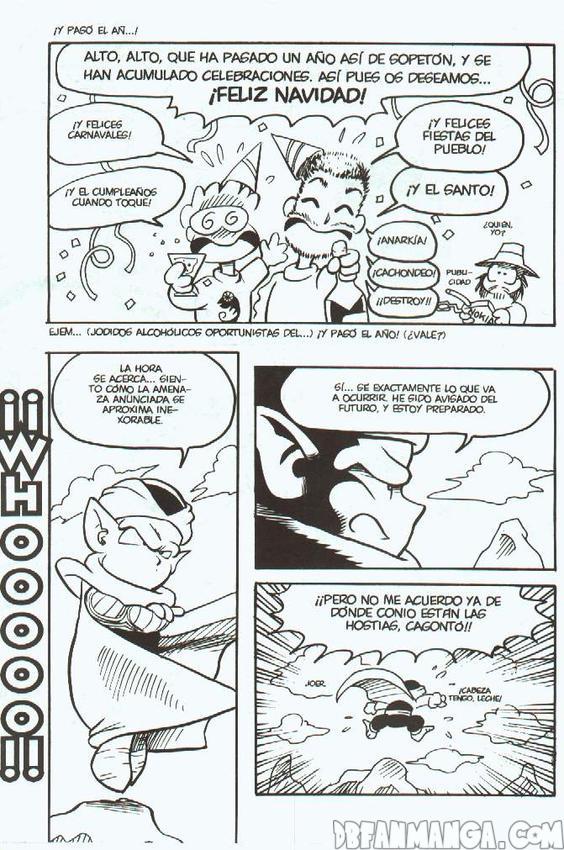 ¡Y PASÓ EL AÑ...!
ALTO, ALTO, QUE HA PASADO UN AÑO ASÍ DE SOPETÓN, Y SE
HAN ACUMULADO CELEBRACIONES. ASÍ PUES OS DESEAMOS...
¡FELIZ NAVIDAD!
¡Y FELICES
CARNAVALES!
¡Y FELICES
FIESTAS DEL
PUEBLO!
¡Y EL CUMPLEAÑOS
CUANDO TOQUE!
¡Y EL SANTO!
¡ANARKÍA!
¡CACHONDEO!
¡¡DESTROY!!
¿QUIEN,
YO?
PUBLI-
CIDAD
NOKIA
EJEM... (JODIDOS ALCOHÓLICOS OPORTUNISTAS DEL...) ¡Y PASÓ EL AÑO! (¿VALE?)
¡¡WHOOOOO!!
LA HORA
SE ACERCA... SIEN-
TO CÓMO LA AMENA-
ZA ANUNCIADA SE
APROXIMA INE-
XORABLE.
SÍ... SE EXACTAMENTE LO QUE VA
A OCURRIR. HE SIDO AVISADO DEL
FUTURO, Y ESTOY PREPARADO.
¡¡PERO NO ME ACUERDO YA DE
DÓNDE CONIO ESTÁN LAS
HOSTIAS, CAGONTÓ!!
JOER.
¡CABEZA
TENGO, LECHE!
DBFANMANGA.COM